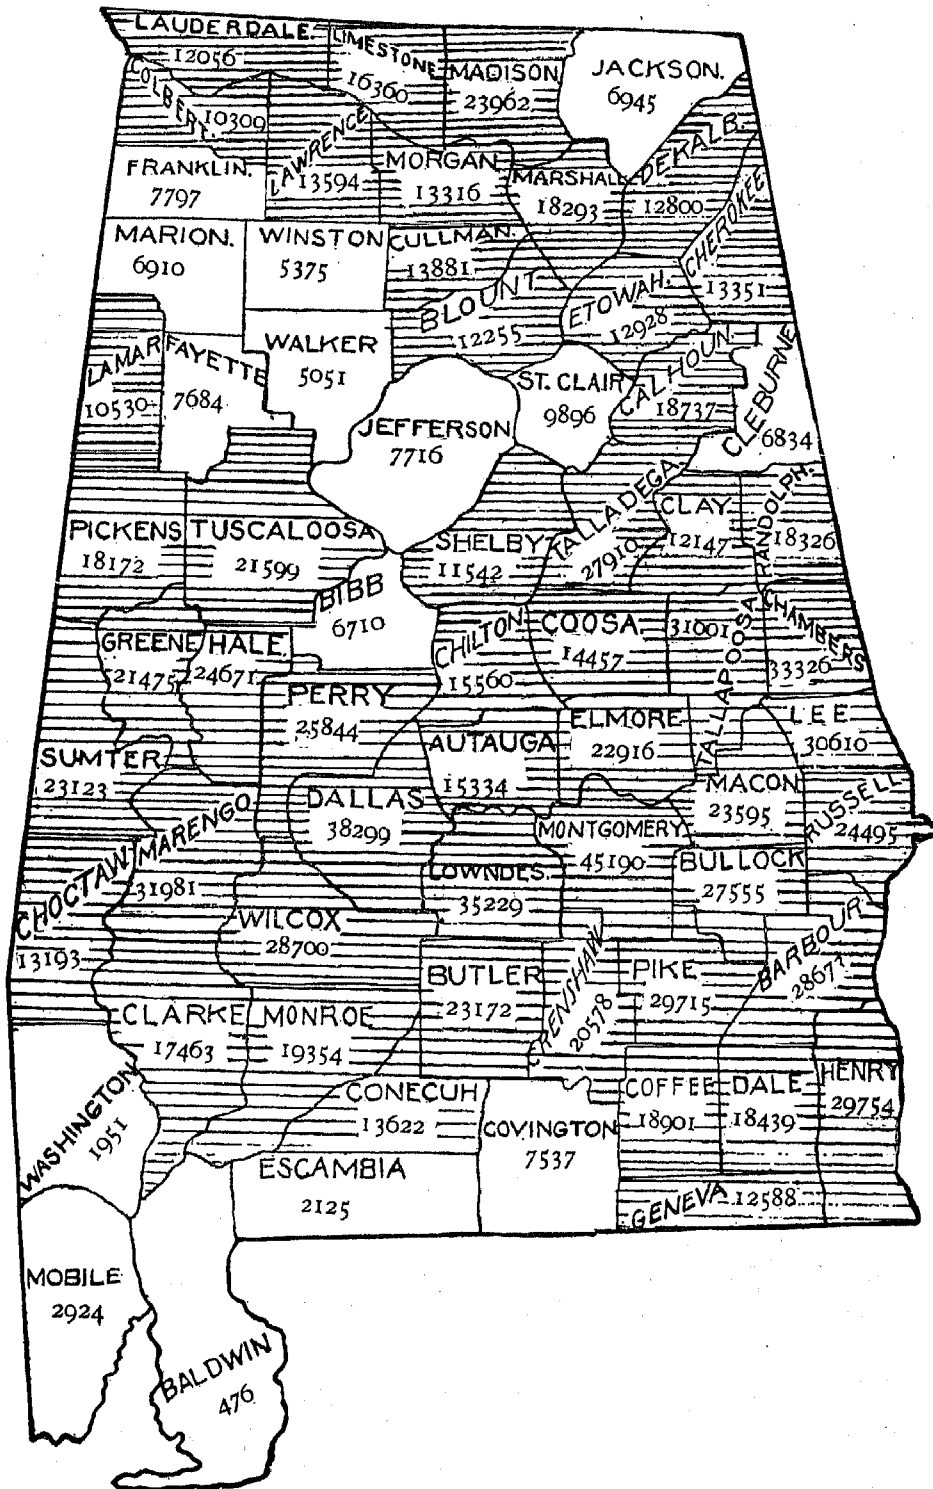 LAUDERDALE.
12056
LIMESTONE
16360
MADISON
23962
JACKSON.
6945
COLBERT.
10309
LAWRENCE
13594
MORGAN
13316
MARSHALL
18293
DEKALB.
12800
CHEROKEE
13351
FRANKLIN.
7797
MARION.
6910
WINSTON
5375
CULLMAN.
13881
BLOUNT
12255
ETOWAH.
12928
LAMAR
10530
FAYETTE
7684
WALKER
5051
JEFFERSON
7716
ST. CLAIR
9896
CALHOUN.
18737
CLEBURNE
6834
PICKENS
18172
TUSCALOOSA
21599
SHELBY
11542
TALLADEGA.
27910
CLAY
12147
RANDOLPH.
18326
BIBB
6710
GREENE
21475
HALE
24671
CHILTON
15560
COOSA.
14457
TALLAPOOSA
31001
CHAMBERS
33326
PERRY
25844
AUTAUGA
15334
ELMORE
22916
LEE
30610
SUMTER
23123
MARENGO
31981
DALLAS
38299
LOWNDES.
35229
MONTGOMERY
45190
MACON
23595
RUSSELL
24495
BULLOCK
27555
CHOCTAW
13193
WILCOX
28700
BUTLER
23172
CRENSHAW
20578
PIKE
29715
BARBOUR
CLARKE
17463
MONROE
19354
CONECUH
13622
COVINGTON
7537
COFFEE
18901
DALE
18439
HENRY
29754
WASHINGTON
1951
ESCAMBIA
2125
GENEVA
12588
MOBILE
2924
BALDWIN
476